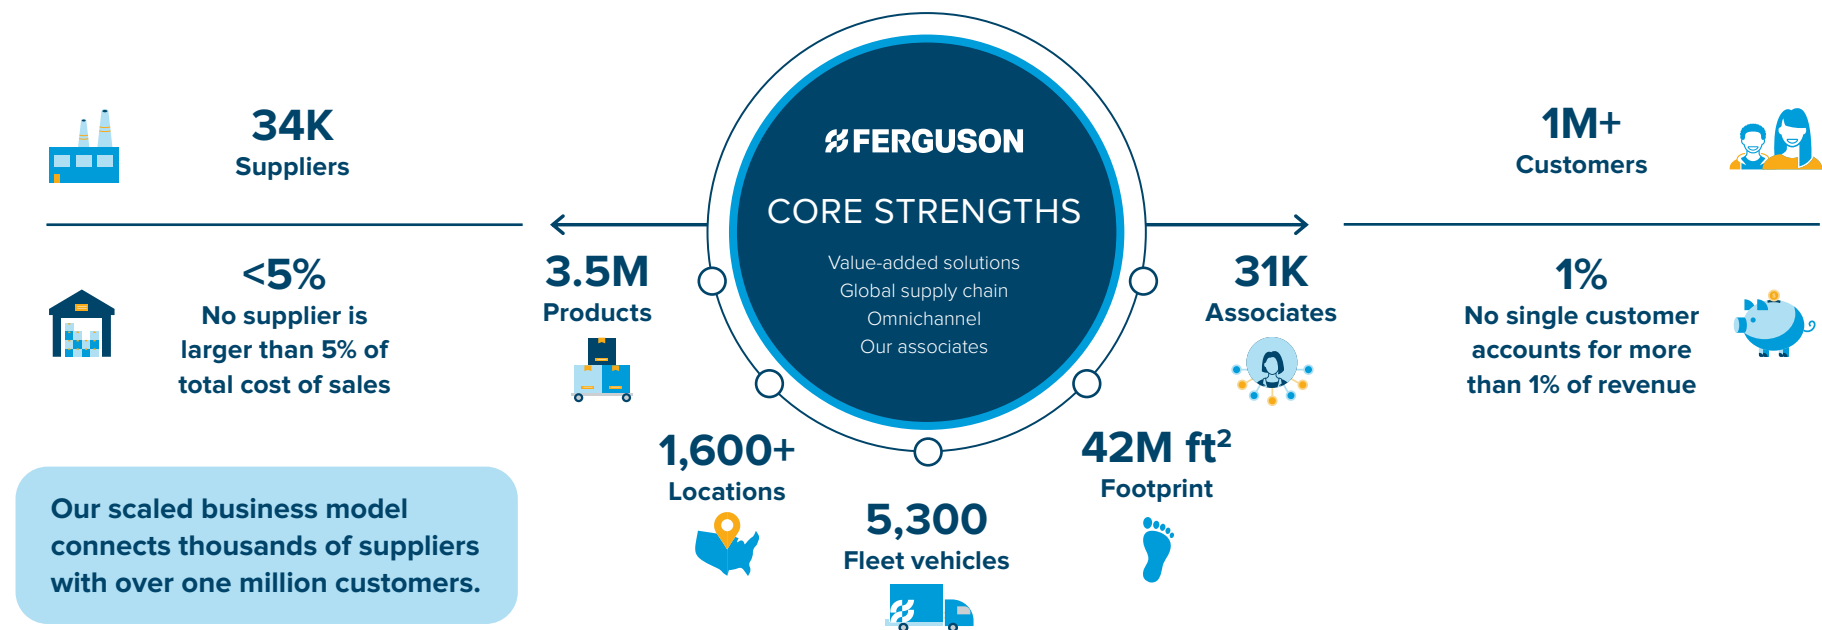 34K
Suppliers
<5%
No supplier is
larger than 5% of
total cost of sales
Our scaled business model
connects thousands of suppliers
with over one million customers.
FERGUSON
CORE STRENGTHS
Value-added solutions
Global supply chain
Omnichannel
Our associates
3.5M
Products
1,600+
Locations
5,300
Fleet vehicles
42M ft²
Footprint
31K
Associates
1M+
Customers
1%
No single customer
accounts for more
than 1% of revenue